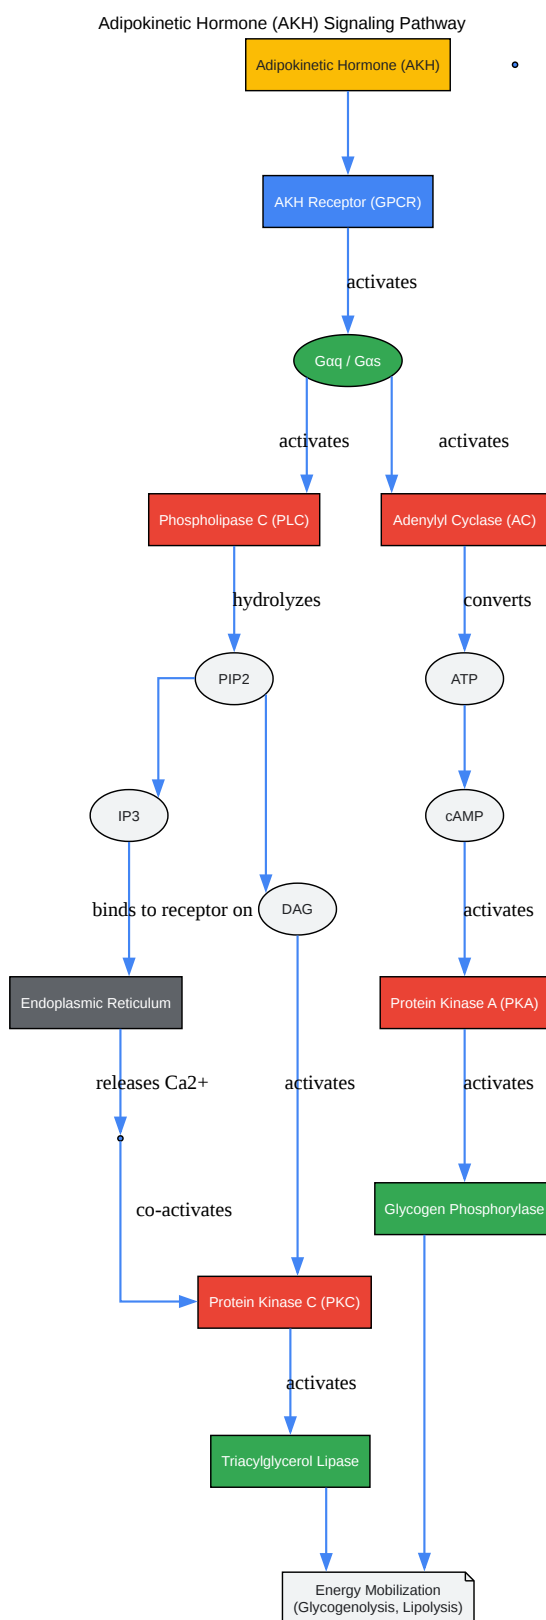 Adipokinetic Hormone (AKH) Signaling Pathway
Adipokinetic Hormone (AKH)
AKH Receptor (GPCR)
activates
Gαq / Gαs
activates
activates
Phospholipase C (PLC)
Adenylyl Cyclase (AC)
hydrolyzes
converts
PIP2
ATP
IP3
cAMP
binds to receptor on
DAG
activates
Endoplasmic Reticulum
Protein Kinase A (PKA)
releases Ca2+
activates
activates
co-activates
Glycogen Phosphorylase
Protein Kinase C (PKC)
activates
Triacylglycerol Lipase
Energy Mobilization
(Glycogenolysis, Lipolysis)